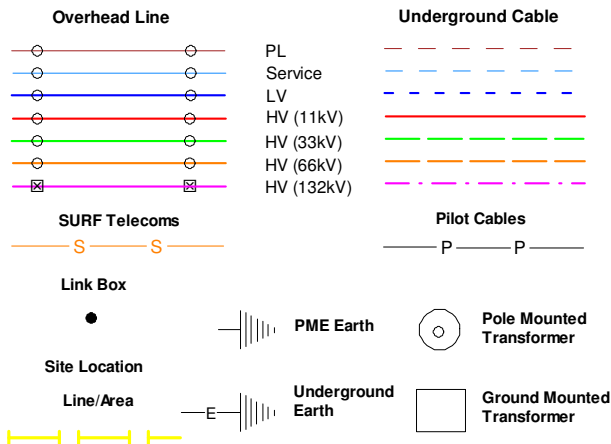 Overhead Line
Underground Cable
PL
Service
LV
HV (11kV)
HV (33kV)
HV (66kV)
HV (132kV)
SURF Telecoms
Pilot Cables
S S
P P
Link Box
PME Earth
Pole Mounted
Transformer
Site Location
Line/Area
E
Underground
Earth
Ground Mounted
Transformer